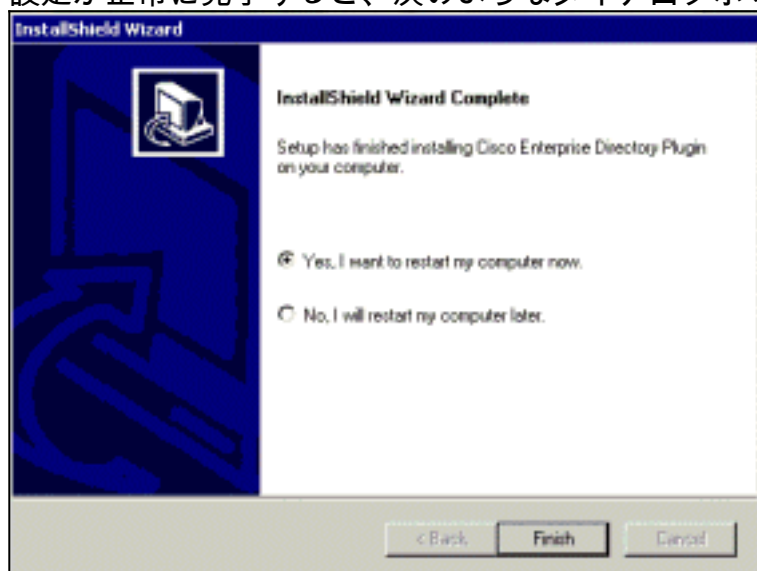 設定が正常に完了すると、次のようなダイアログボ
InstallShield Wizard
InstallShield Wizard Complete
Setup has finished installing Cisco Enterprise Directory Plugin
on your computer.
Yes, I want to restart my computer now.
No, I will restart my computer later.
< Back
Finish
Cancel